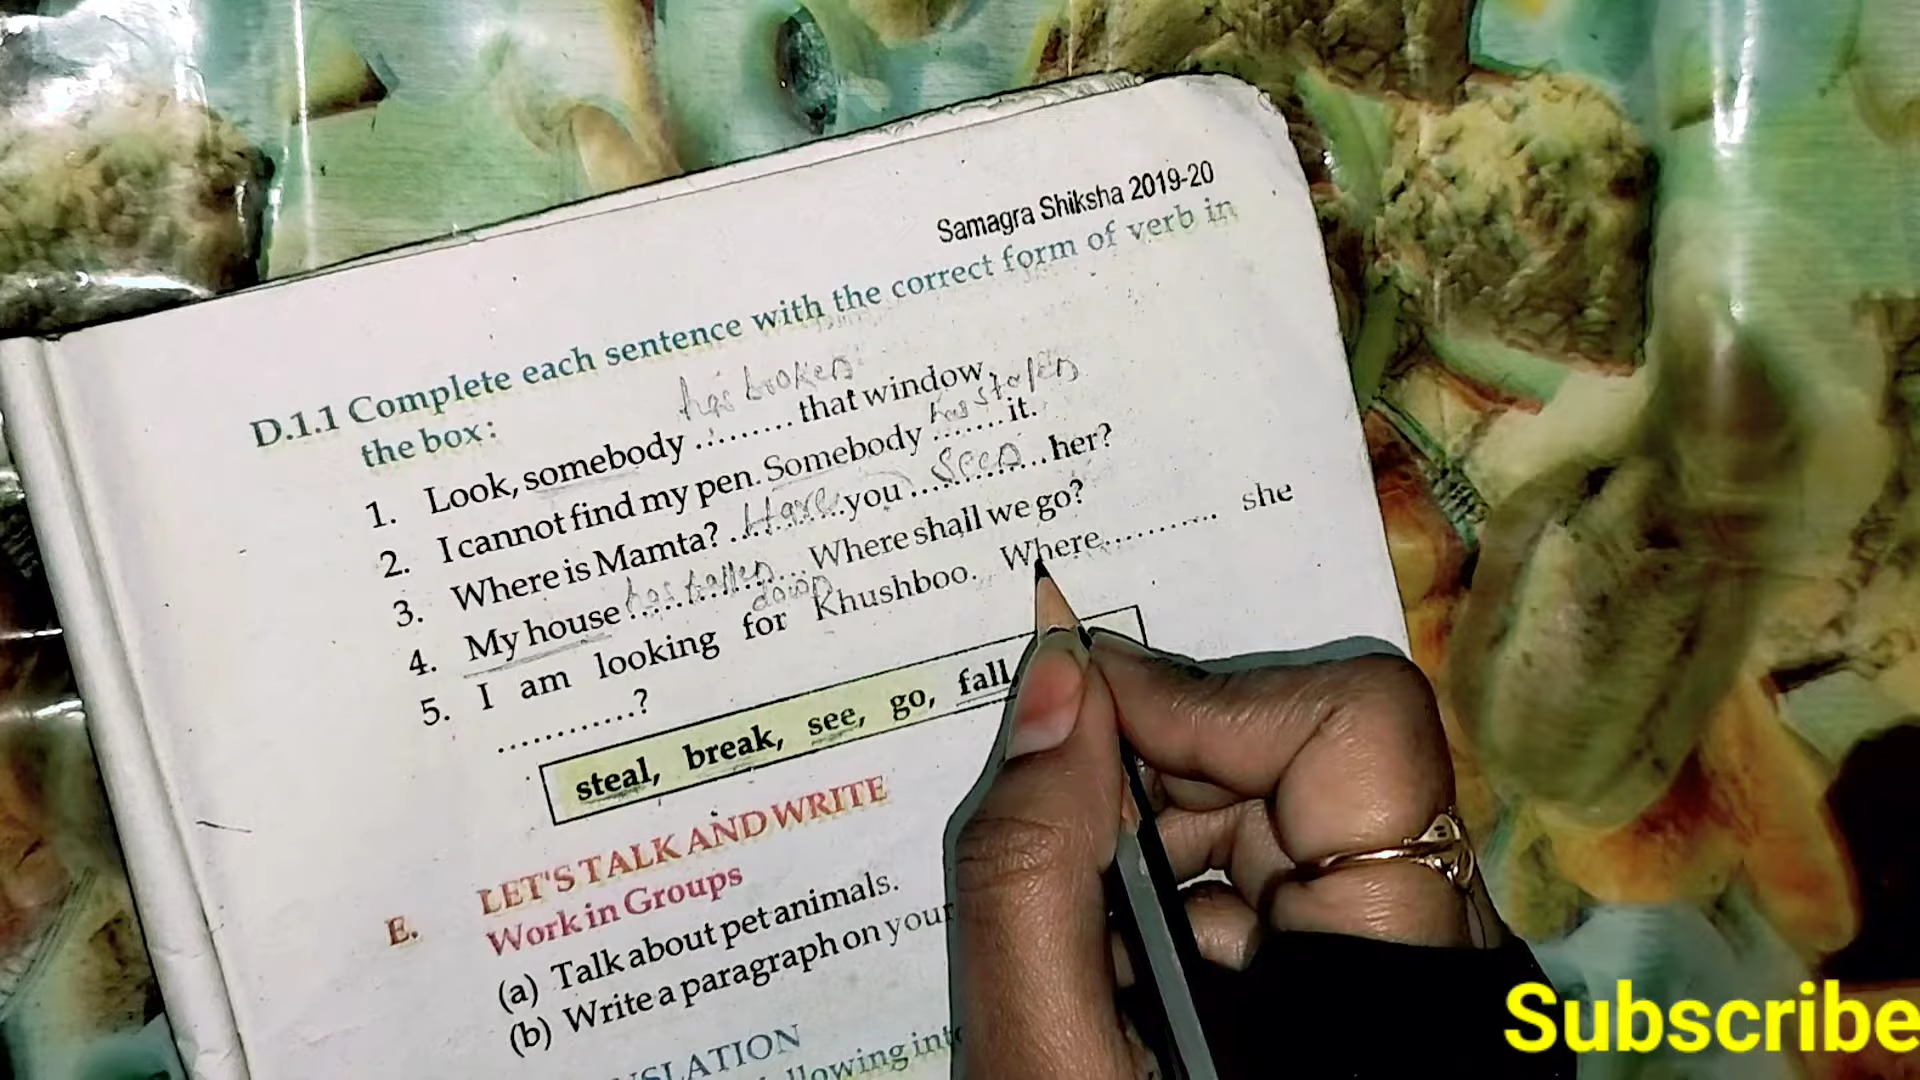 Samagra Shiksha 2019-20
D.1.1 Complete each sentence with the correct form of verb in
the box:
has broken
1. Look, somebody .......... that window.
has stolen
2. I cannot find my pen. Somebody ....... it.
3. Where is Mamta? Have you seen her?
4. My house has fallen down Where shall we go?
5. I am looking for Khushboo. Where........... she
............?
steal, break, see, go, fall
E. LET'S TALK AND WRITE
Work in Groups
(a) Talk about pet animals.
(b) Write a paragraph on your
Subscribe